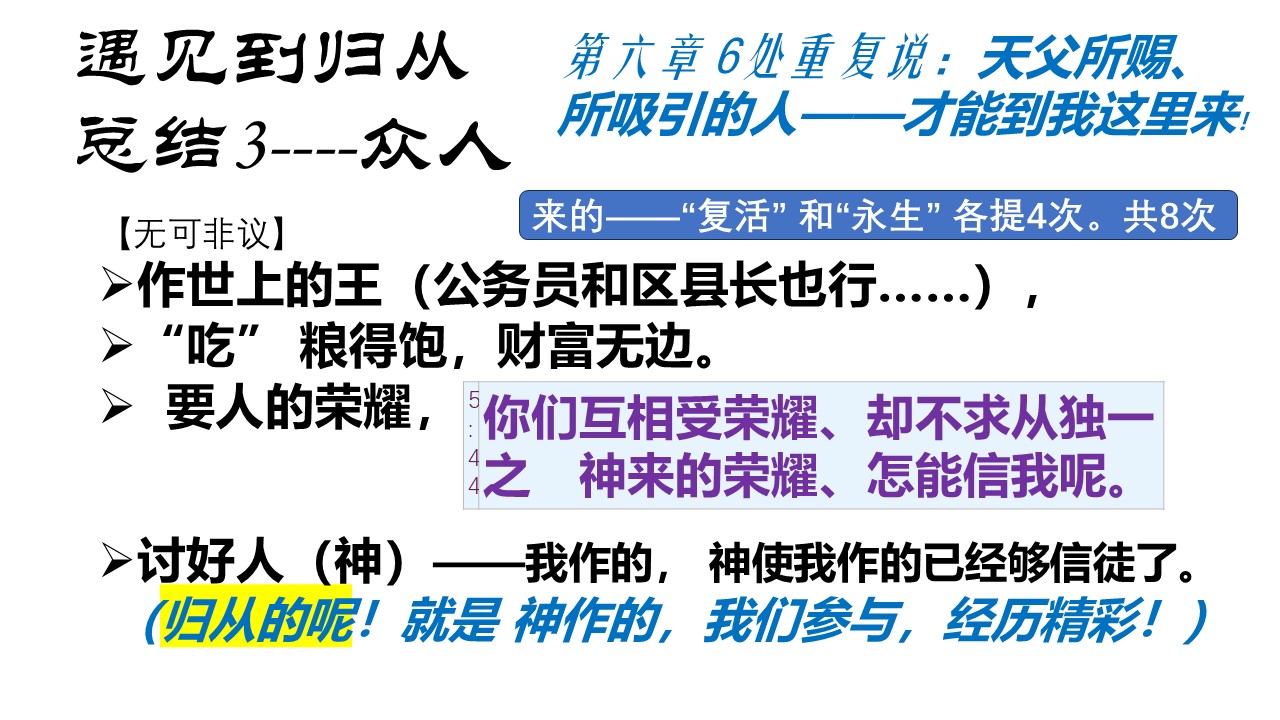 遇见到归从
总结3----众人
第六章 6处重复说：天父所赐、
所吸引的人——才能到我这里来!
来的——“复活” 和“永生” 各提4次。共8次
【无可非议】
➢作世上的王（公务员和区县长也行……），
➢“吃” 粮得饱，财富无边。
➢ 要人的荣耀，
5:44 你们互相受荣耀、却不求从独一
之　神来的荣耀、怎能信我呢。
➢讨好人（神）——我作的， 神使我作的已经够信徒了。
（归从的呢！就是 神作的，我们参与，经历精彩！）